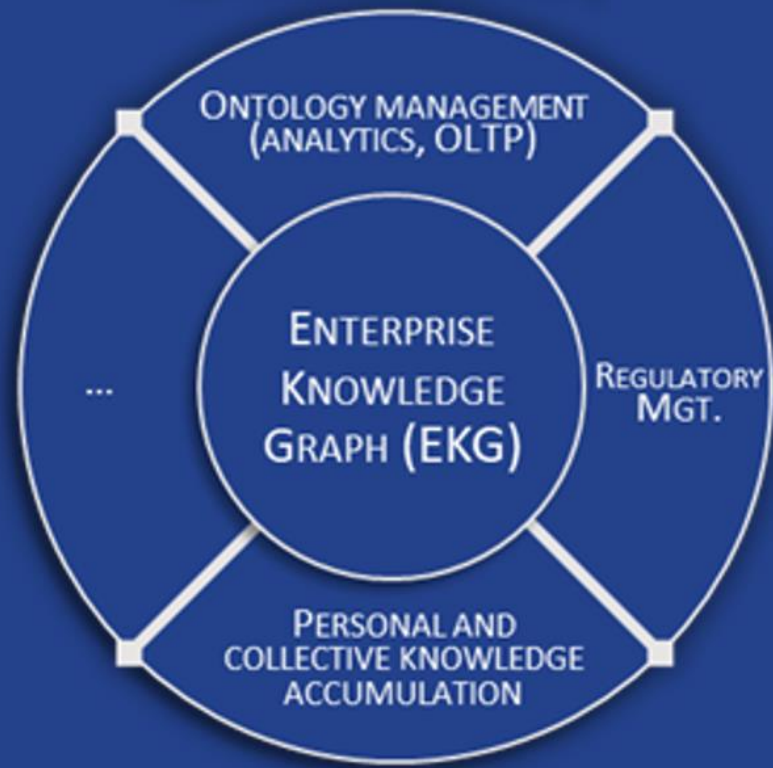 ONTOLOGY MANAGEMENT
(ANALYTICS, OLTP)
ENTERPRISE
KNOWLEDGE
GRAPH (EKG)
...
REGULATORY
MGT.
PERSONAL AND
COLLECTIVE KNOWLEDGE
ACCUMULATION